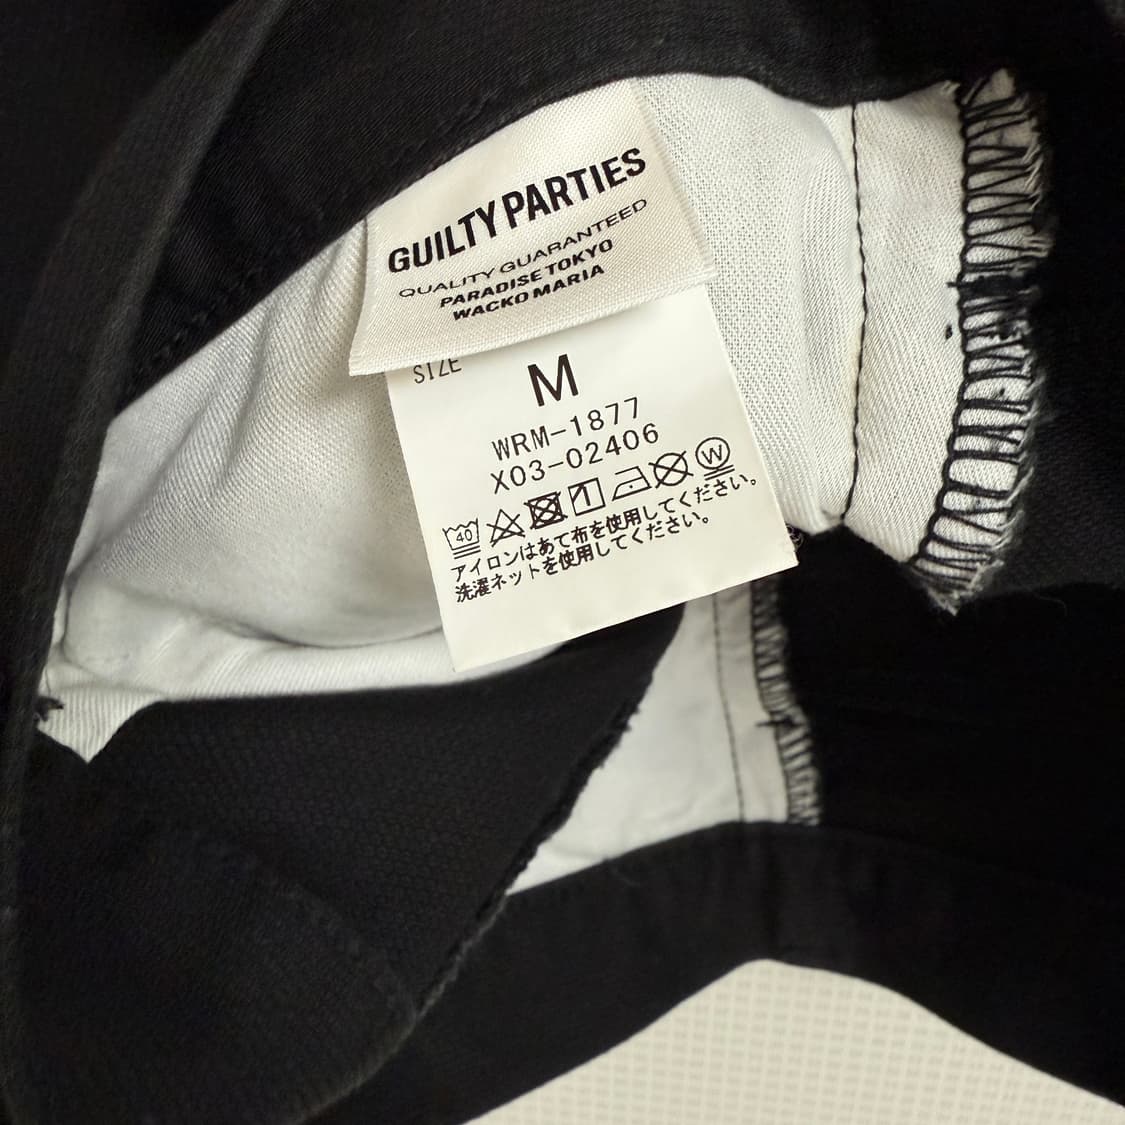 GUILTY PARTIES
QUALITY GUARANTEED
PARADISE TOKYO
WACKO MARIA
SIZE
M
WRM-1877
X03-02406
40 W
アイロンはあて布を使用してください。
洗濯ネットを使用してください。